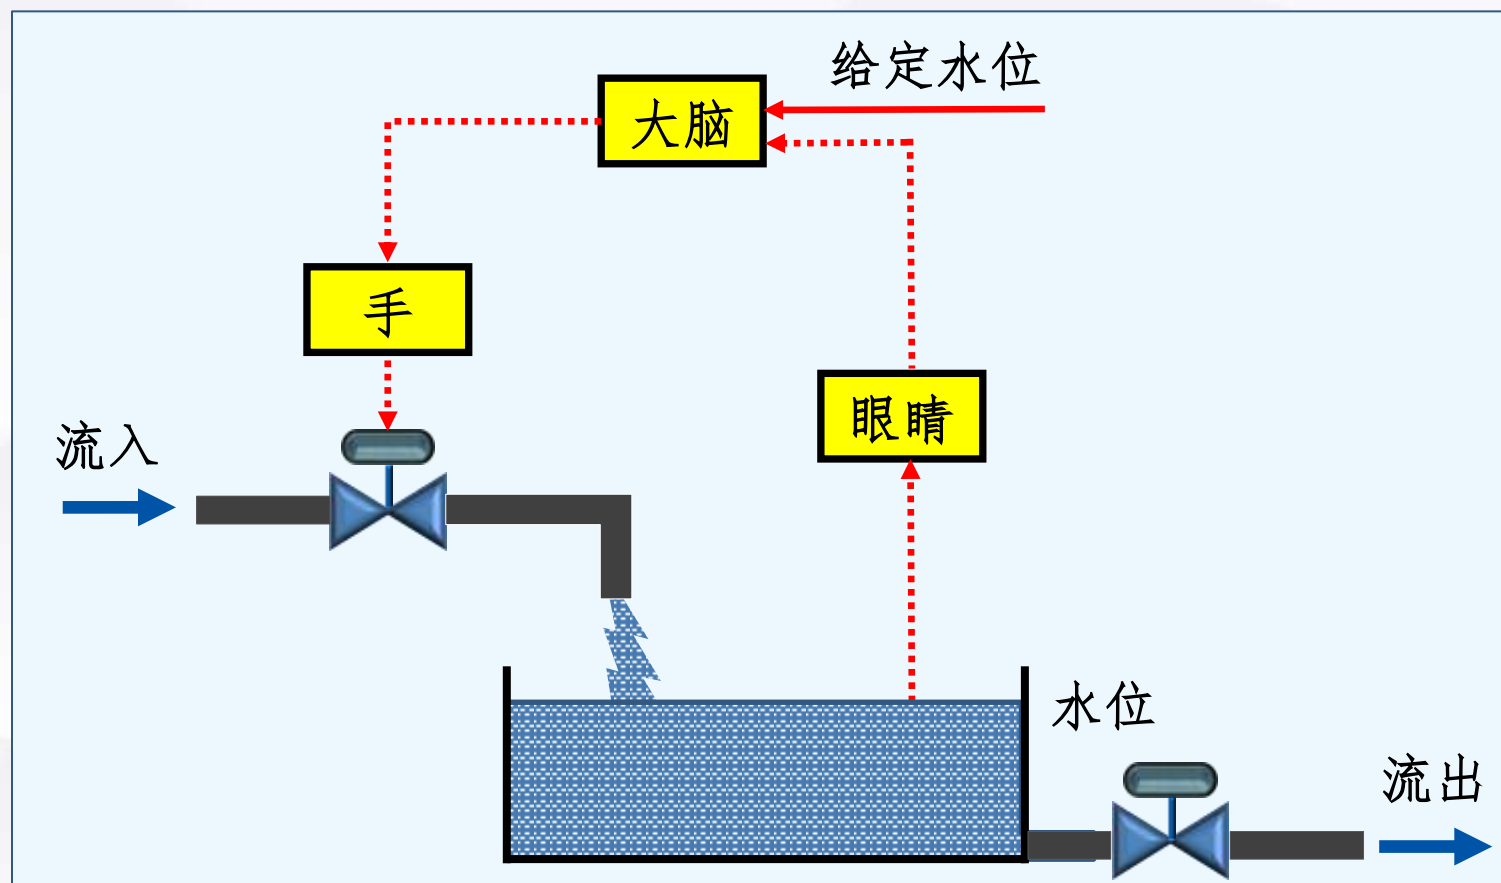 给定水位
大脑
手
眼睛
流入
水位
流出